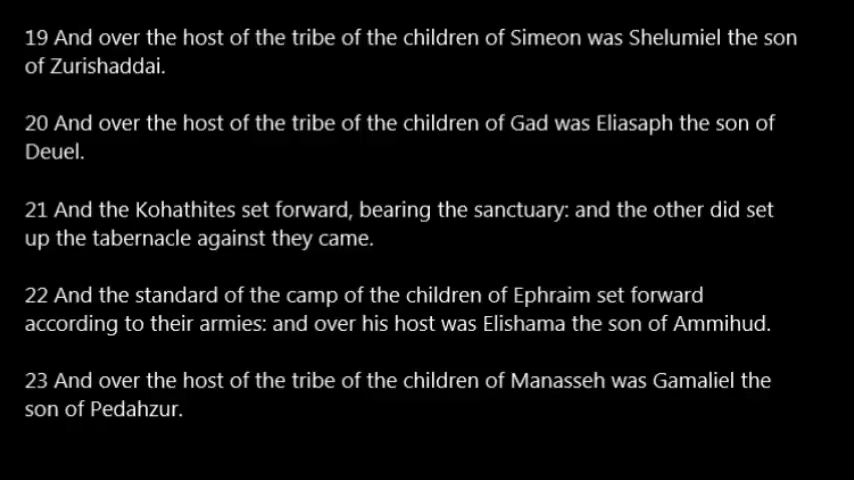 19 And over the host of the tribe of the children of Simeon was Shelumiel the son
of Zurishaddai.
20 And over the host of the tribe of the children of Gad was Eliasaph the son of
Deuel.
21 And the Kohathites set forward, bearing the sanctuary: and the other did set
up the tabernacle against they came.
22 And the standard of the camp of the children of Ephraim set forward
according to their armies: and over his host was Elishama the son of Ammihud.
23 And over the host of the tribe of the children of Manasseh was Gamaliel the
son of Pedahzur.